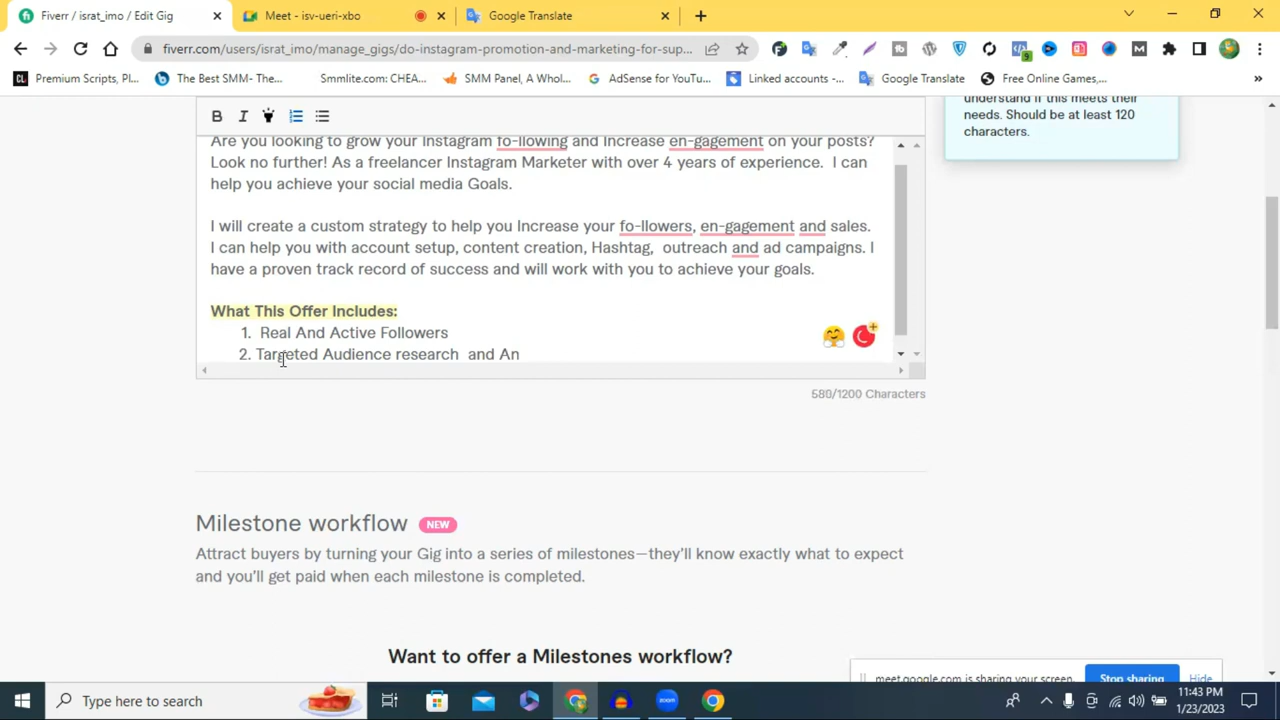 Fiverr / israt_imo / Edit Gig
Meet - isv-ueri-xbo
Google Translate
fiverr.com/users/israt_imo/manage_gigs/do-instagram-promotion-and-marketing-for-sup...
Premium Scripts, Pl...
The Best SMM- The...
Smmlite.com: CHEA...
SMM Panel, A Whol...
AdSense for YouTu...
Linked accounts -...
Google Translate
Free Online Games,...
understand if this meets their
needs. Should be at least 120
characters.
Are you looking to grow your Instagram fo-llowing and Increase en-gagement on your posts?
Look no further! As a freelancer Instagram Marketer with over 4 years of experience.  I can
help you achieve your social media Goals.
I will create a custom strategy to help you Increase your fo-llowers, en-gagement and sales.
I can help you with account setup, content creation, Hashtag,  outreach and ad campaigns. I
have a proven track record of success and will work with you to achieve your goals.
What This Offer Includes:
1. Real And Active Followers
2. Targeted Audience research  and An
580/1200 Characters
Milestone workflow NEW
Attract buyers by turning your Gig into a series of milestones—they'll know exactly what to expect
and you'll get paid when each milestone is completed.
Want to offer a Milestones workflow?
meet.google.com is sharing your screen.
Stop sharing
Hide
Type here to search
11:43 PM
1/23/2023